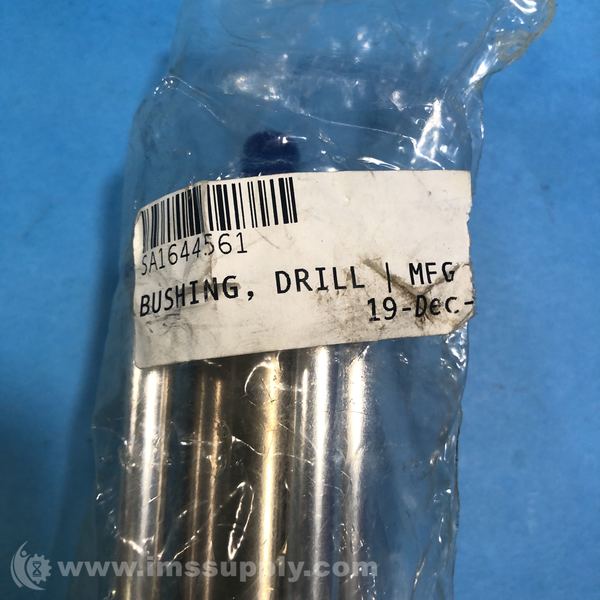 SA1644561
BUSHING, DRILL | MFG
19-Dec-
www.imssupply.com